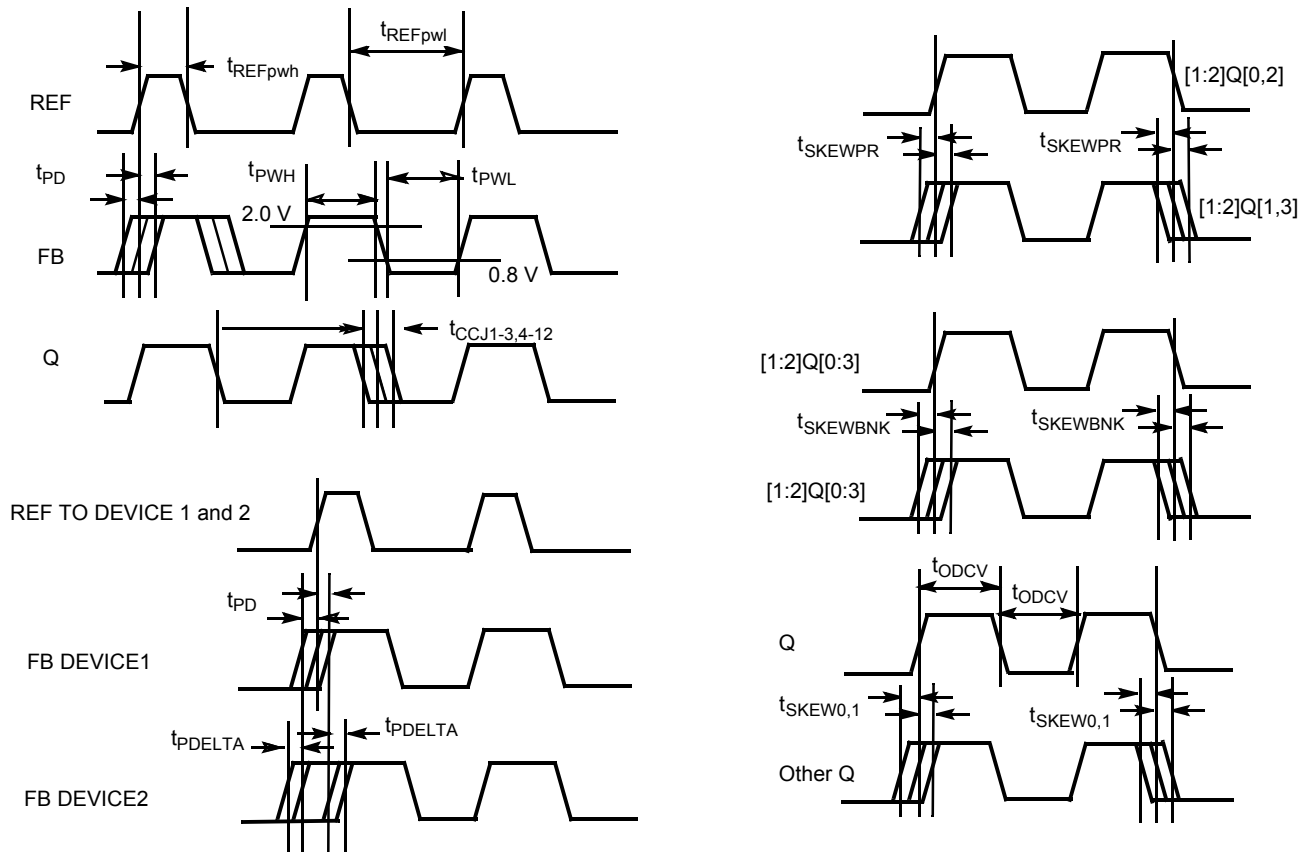 REF
tREFpwh
tREFpwl
tPD
tPWH
tPWL
2.0 V
FB
0.8 V
Q
tCCJ1-3,4-12
REF TO DEVICE 1 and 2
tPD
FB DEVICE1
tPDELTA
tPDELTA
FB DEVICE2
[1:2]Q[0,2]
tSKEWPR
tSKEWPR
[1:2]Q[1,3]
[1:2]Q[0:3]
tSKEWBNK
tSKEWBNK
[1:2]Q[0:3]
tODCV
tODCV
Q
tSKEW0,1
tSKEW0,1
Other Q